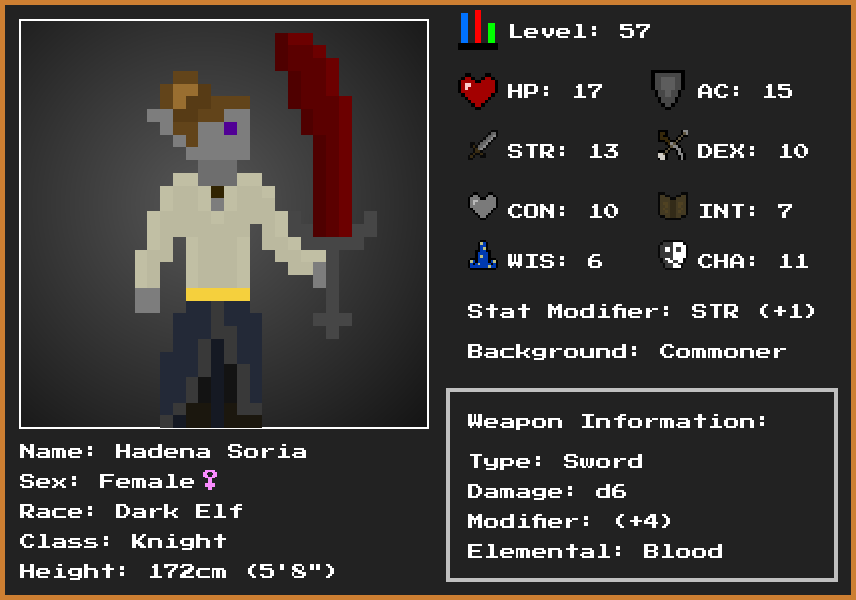 Level: 57
HP: 17 AC: 15
STR: 13 DEX: 10
CON: 10 INT: 7
WIS: 6 CHA: 11
Stat Modifier: STR (+1)
Background: Commoner
Weapon Information:
Type: Sword
Damage: d6
Modifier: (+4)
Elemental: Blood
Name: Hadena Soria
Sex: Female♀
Race: Dark Elf
Class: Knight
Height: 172cm (5'8")